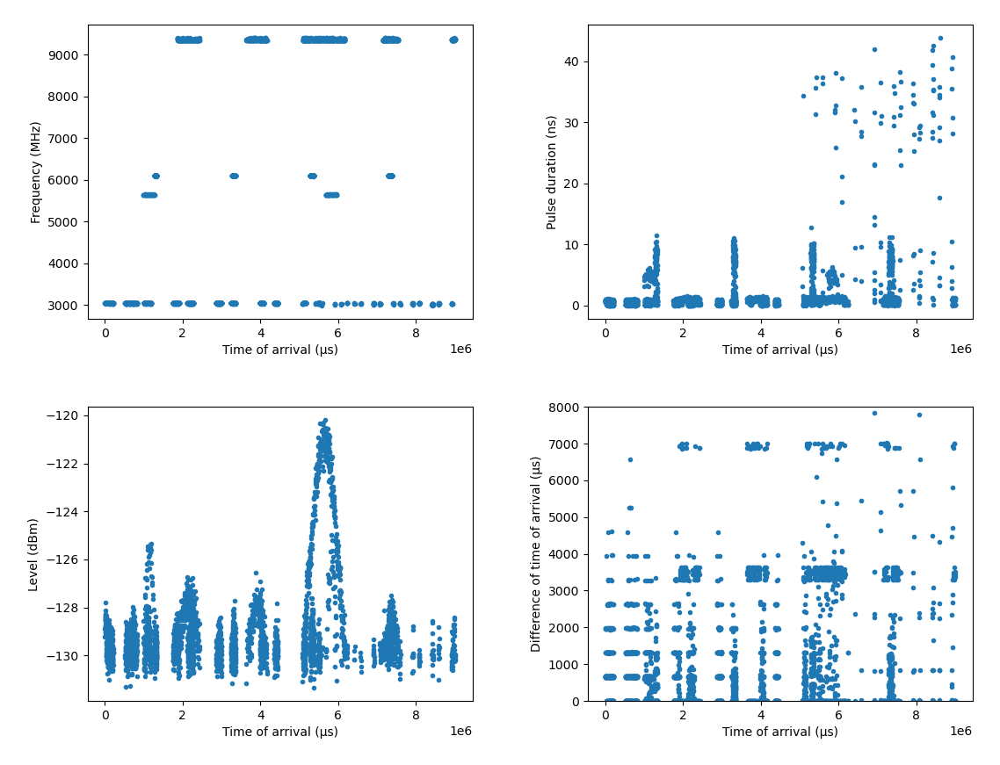 9000
8000
7000
6000
5000
4000
3000
Frequency (MHz)
0 2 4 6 8
1e6
Time of arrival (µs)
40
30
20
10
0
Pulse duration (ns)
0 2 4 6 8
1e6
Time of arrival (µs)
−120
−122
−124
−126
−128
−130
Level (dBm)
0 2 4 6 8
1e6
Time of arrival (µs)
8000
7000
6000
5000
4000
3000
2000
1000
0
Difference of time of arrival (µs)
0 2 4 6 8
1e6
Time of arrival (µs)